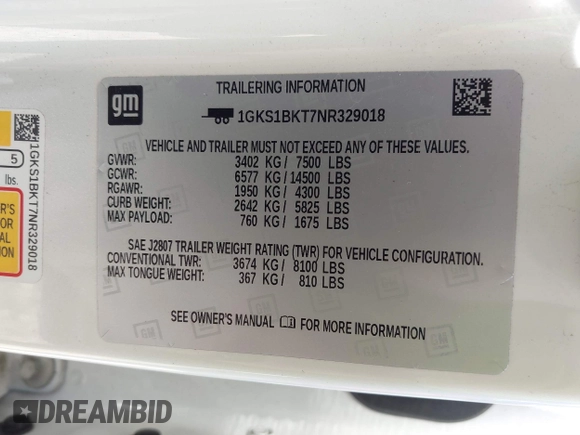 TRAILERING INFORMATION
gm
1GKS1BKT7NR329018
VEHICLE AND TRAILER MUST NOT EXCEED ANY OF THESE VALUES.
GVWR: 3402 KG/ 7500 LBS
GCWR: 6577 KG/ 14500 LBS
RGAWR: 1950 KG/ 4300 LBS
CURB WEIGHT: 2642 KG/ 5825 LBS
MAX PAYLOAD: 760 KG/ 1675 LBS
SAE J2807 TRAILER WEIGHT RATING (TWR) FOR VEHICLE CONFIGURATION.
CONVENTIONAL TWR: 3674 KG/ 8100 LBS
MAX TONGUE WEIGHT: 367 KG/ 810 LBS
SEE OWNER'S MANUAL FOR MORE INFORMATION
5
lbs.
1GKS1BKT7NR329018
DREAMBID